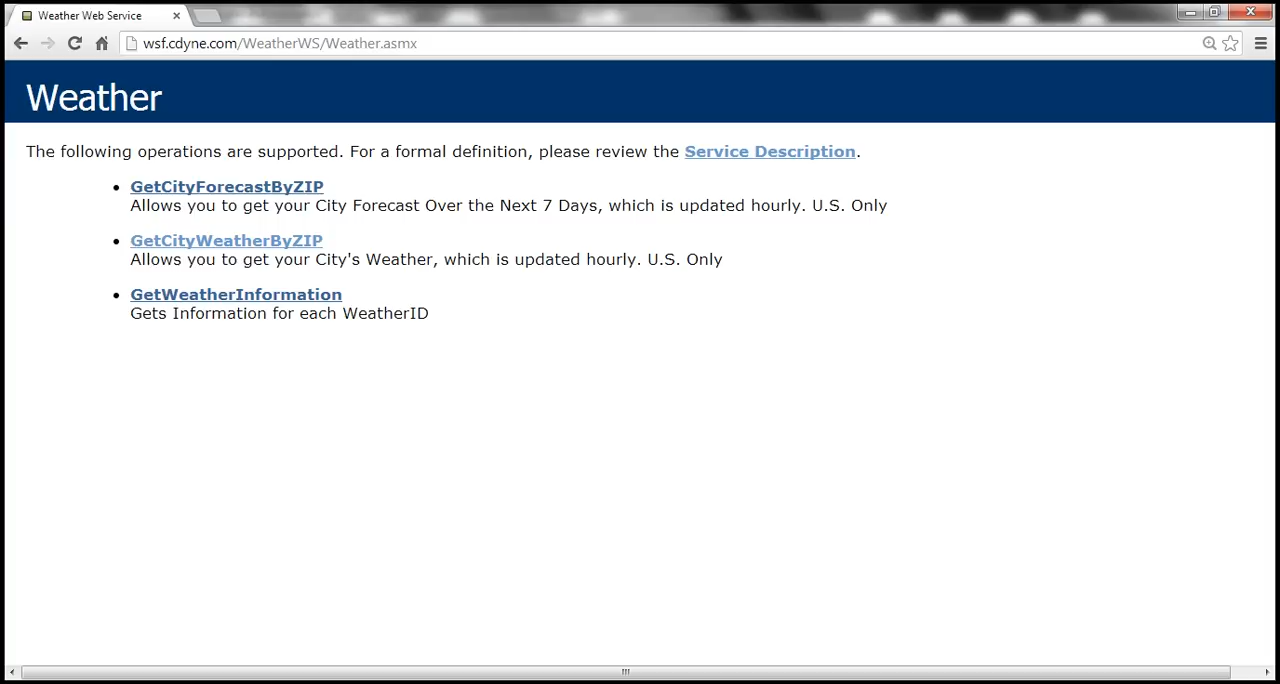 Weather Web Service
wsf.cdyne.com/WeatherWS/Weather.asmx
Weather
The following operations are supported. For a formal definition, please review the Service Description.
GetCityForecastByZIP
Allows you to get your City Forecast Over the Next 7 Days, which is updated hourly. U.S. Only
GetCityWeatherByZIP
Allows you to get your City's Weather, which is updated hourly. U.S. Only
GetWeatherInformation
Gets Information for each WeatherID